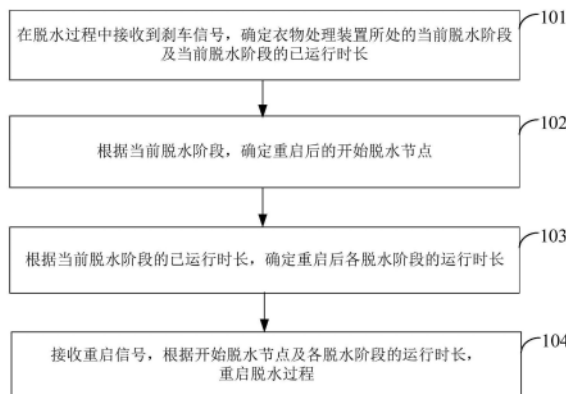 101
在脱水过程中接收到刹车信号，确定衣物处理装置所处的当前脱水阶段
及当前脱水阶段的已运行时长
102
根据当前脱水阶段，确定重启后的开始脱水节点
103
根据当前脱水阶段的已运行时长，确定重启后各脱水阶段的运行时长
104
接收重启信号，根据开始脱水节点及各脱水阶段的运行时长，
重启脱水过程